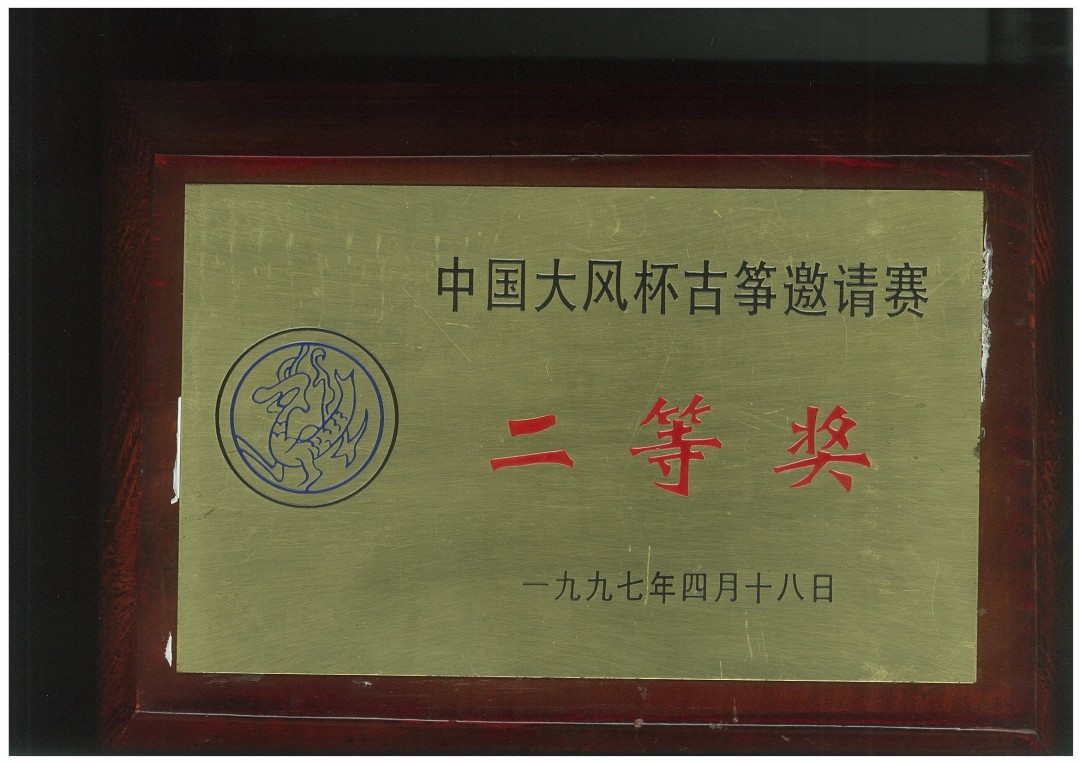 中国大风杯古筝邀请赛
二等奖
一九九七年四月十八日